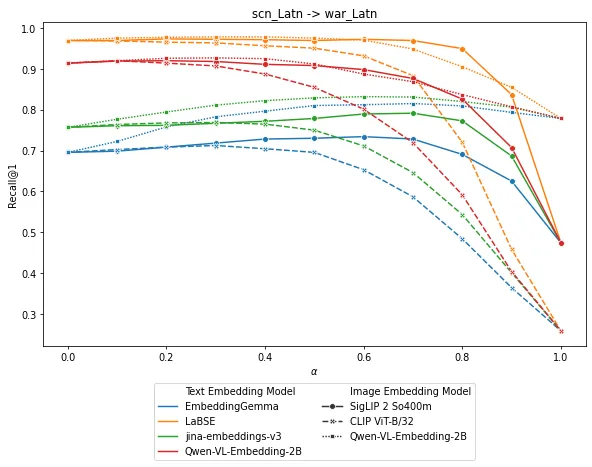 scn_Latn -> war_Latn
1.0
0.9
0.8
0.7
0.6
0.5
0.4
0.3
Recall@1
0.0 0.2 0.4 0.6 0.8 1.0
α
Text Embedding Model Image Embedding Model
EmbeddingGemma SigLIP 2 So400m
LaBSE CLIP ViT-B/32
jina-embeddings-v3 Qwen-VL-Embedding-2B
Qwen-VL-Embedding-2B